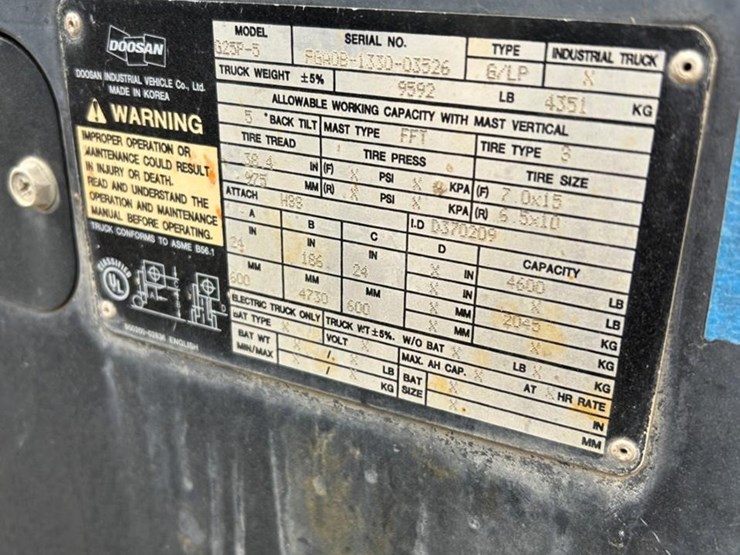 DOOSAN
DOOSAN INDUSTRIAL VEHICLE Co., Ltd.
MADE IN KOREA
WARNING
IMPROPER OPERATION OR
MAINTENANCE COULD RESULT
IN INJURY OR DEATH.
READ AND UNDERSTAND THE
OPERATION AND MAINTENANCE
MANUAL BEFORE OPERATING.
TRUCK CONFORMS TO ASME B56.1
CLASSIFIED
UL
ENGLISH
MODEL SERIAL NO. TYPE INDUSTRIAL TRUCK
G25P-5 FGA0B-1330-03526 G/LP X
TRUCK WEIGHT ±5% 9592 LB 4351 KG
ALLOWABLE WORKING CAPACITY WITH MAST VERTICAL
5 °BACK TILT MAST TYPE FFT TIRE TYPE S
TIRE TREAD TIRE PRESS TIRE SIZE
38.4 IN (F) X PSI X KPA (F) 7.0x15
975 MM (R) X PSI X KPA (R) 6.5x10
ATTACH HSS I.D D370209
A B C D CAPACITY
IN IN IN X IN 4600 LB
24 186 24 X IN X LB
MM MM MM X MM 2045 KG
600 4730 600 X MM X KG
ELECTRIC TRUCK ONLY TRUCK WT ±5%. W/O BAT X LB X KG
BAT TYPE X VOLT X MAX. AH CAP. X AT X HR RATE
BAT WT X / X LB BAT X IN
MIN/MAX X / X KG SIZE X MM